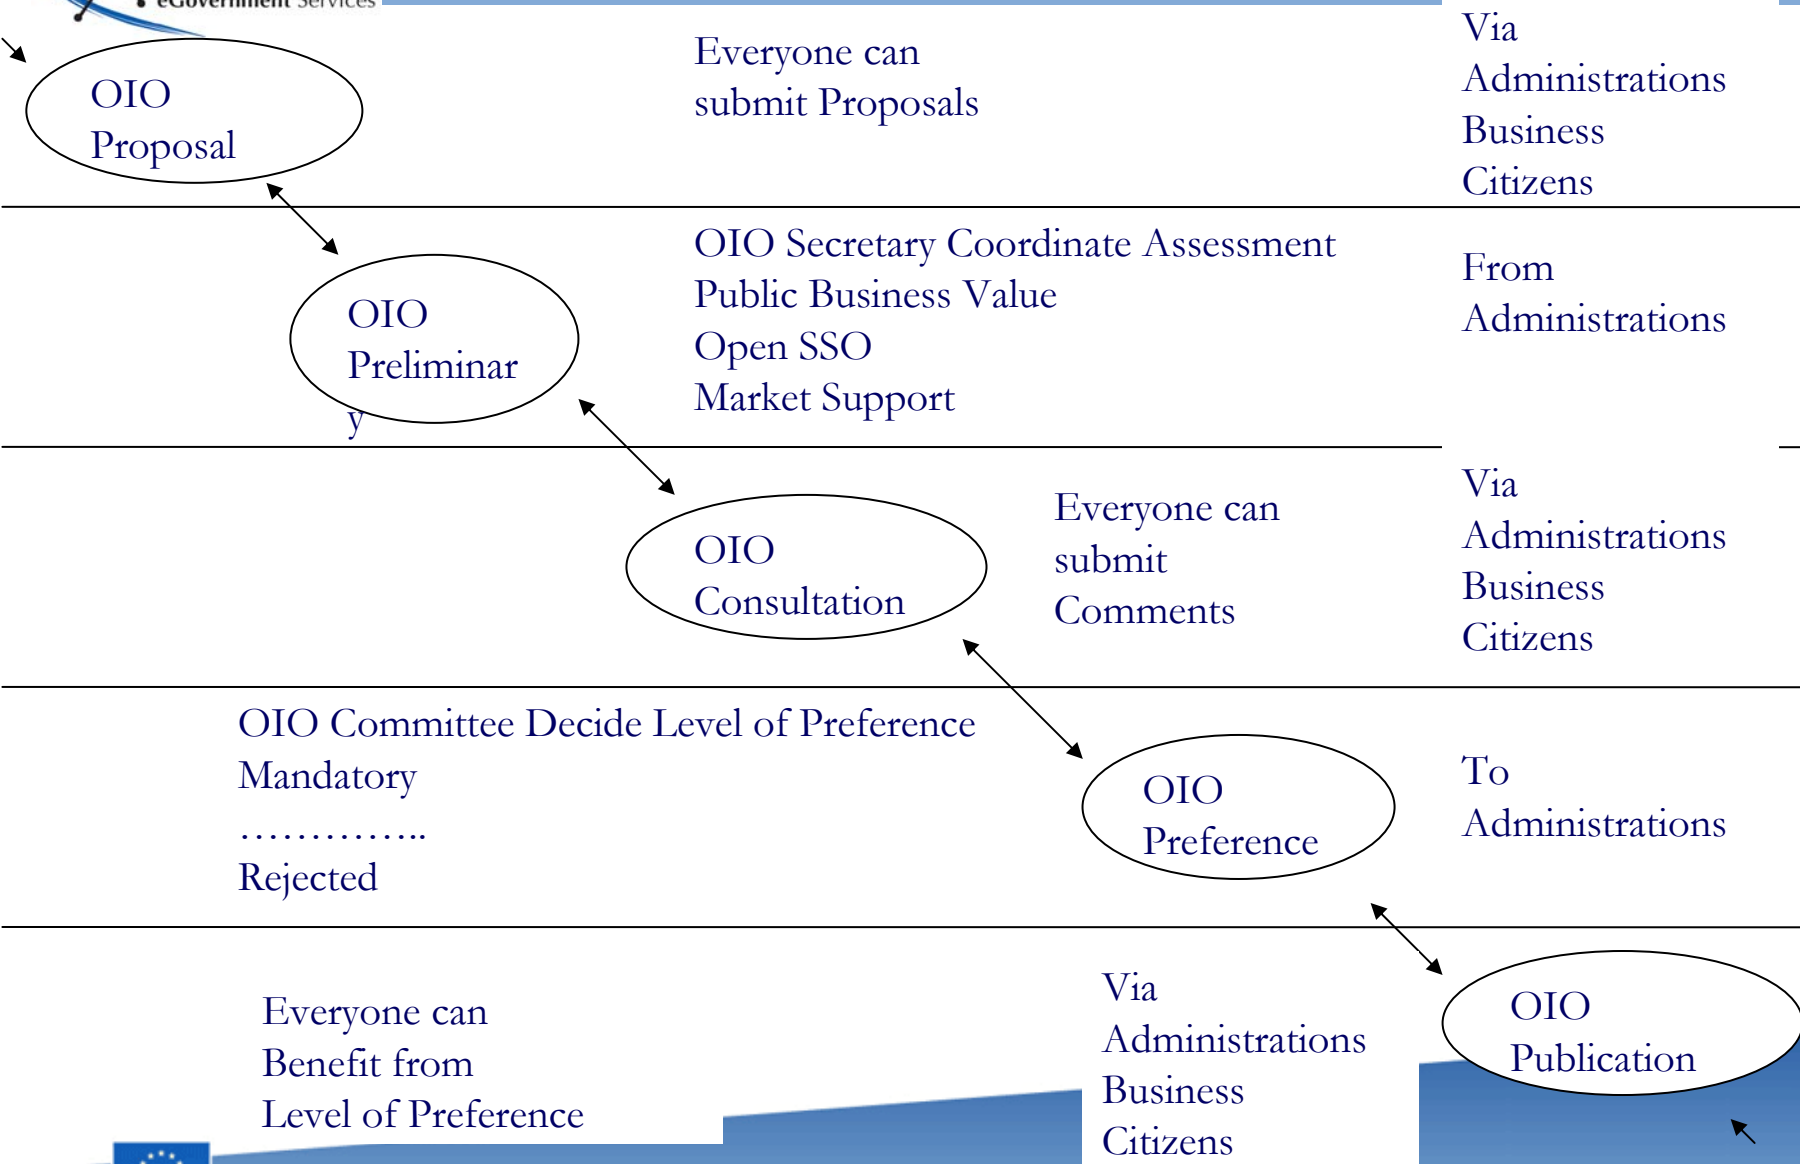 eGovernment Services
OIO
Proposal
Everyone can
submit Proposals
Via
Administrations
Business
Citizens
OIO
Preliminar
y
OIO Secretary Coordinate Assessment
Public Business Value
Open SSO
Market Support
From
Administrations
OIO
Consultation
Everyone can
submit
Comments
Via
Administrations
Business
Citizens
OIO Committee Decide Level of Preference
Mandatory
…………..
Rejected
OIO
Preference
To
Administrations
Everyone can
Benefit from
Level of Preference
Via
Administrations
Business
Citizens
OIO
Publication